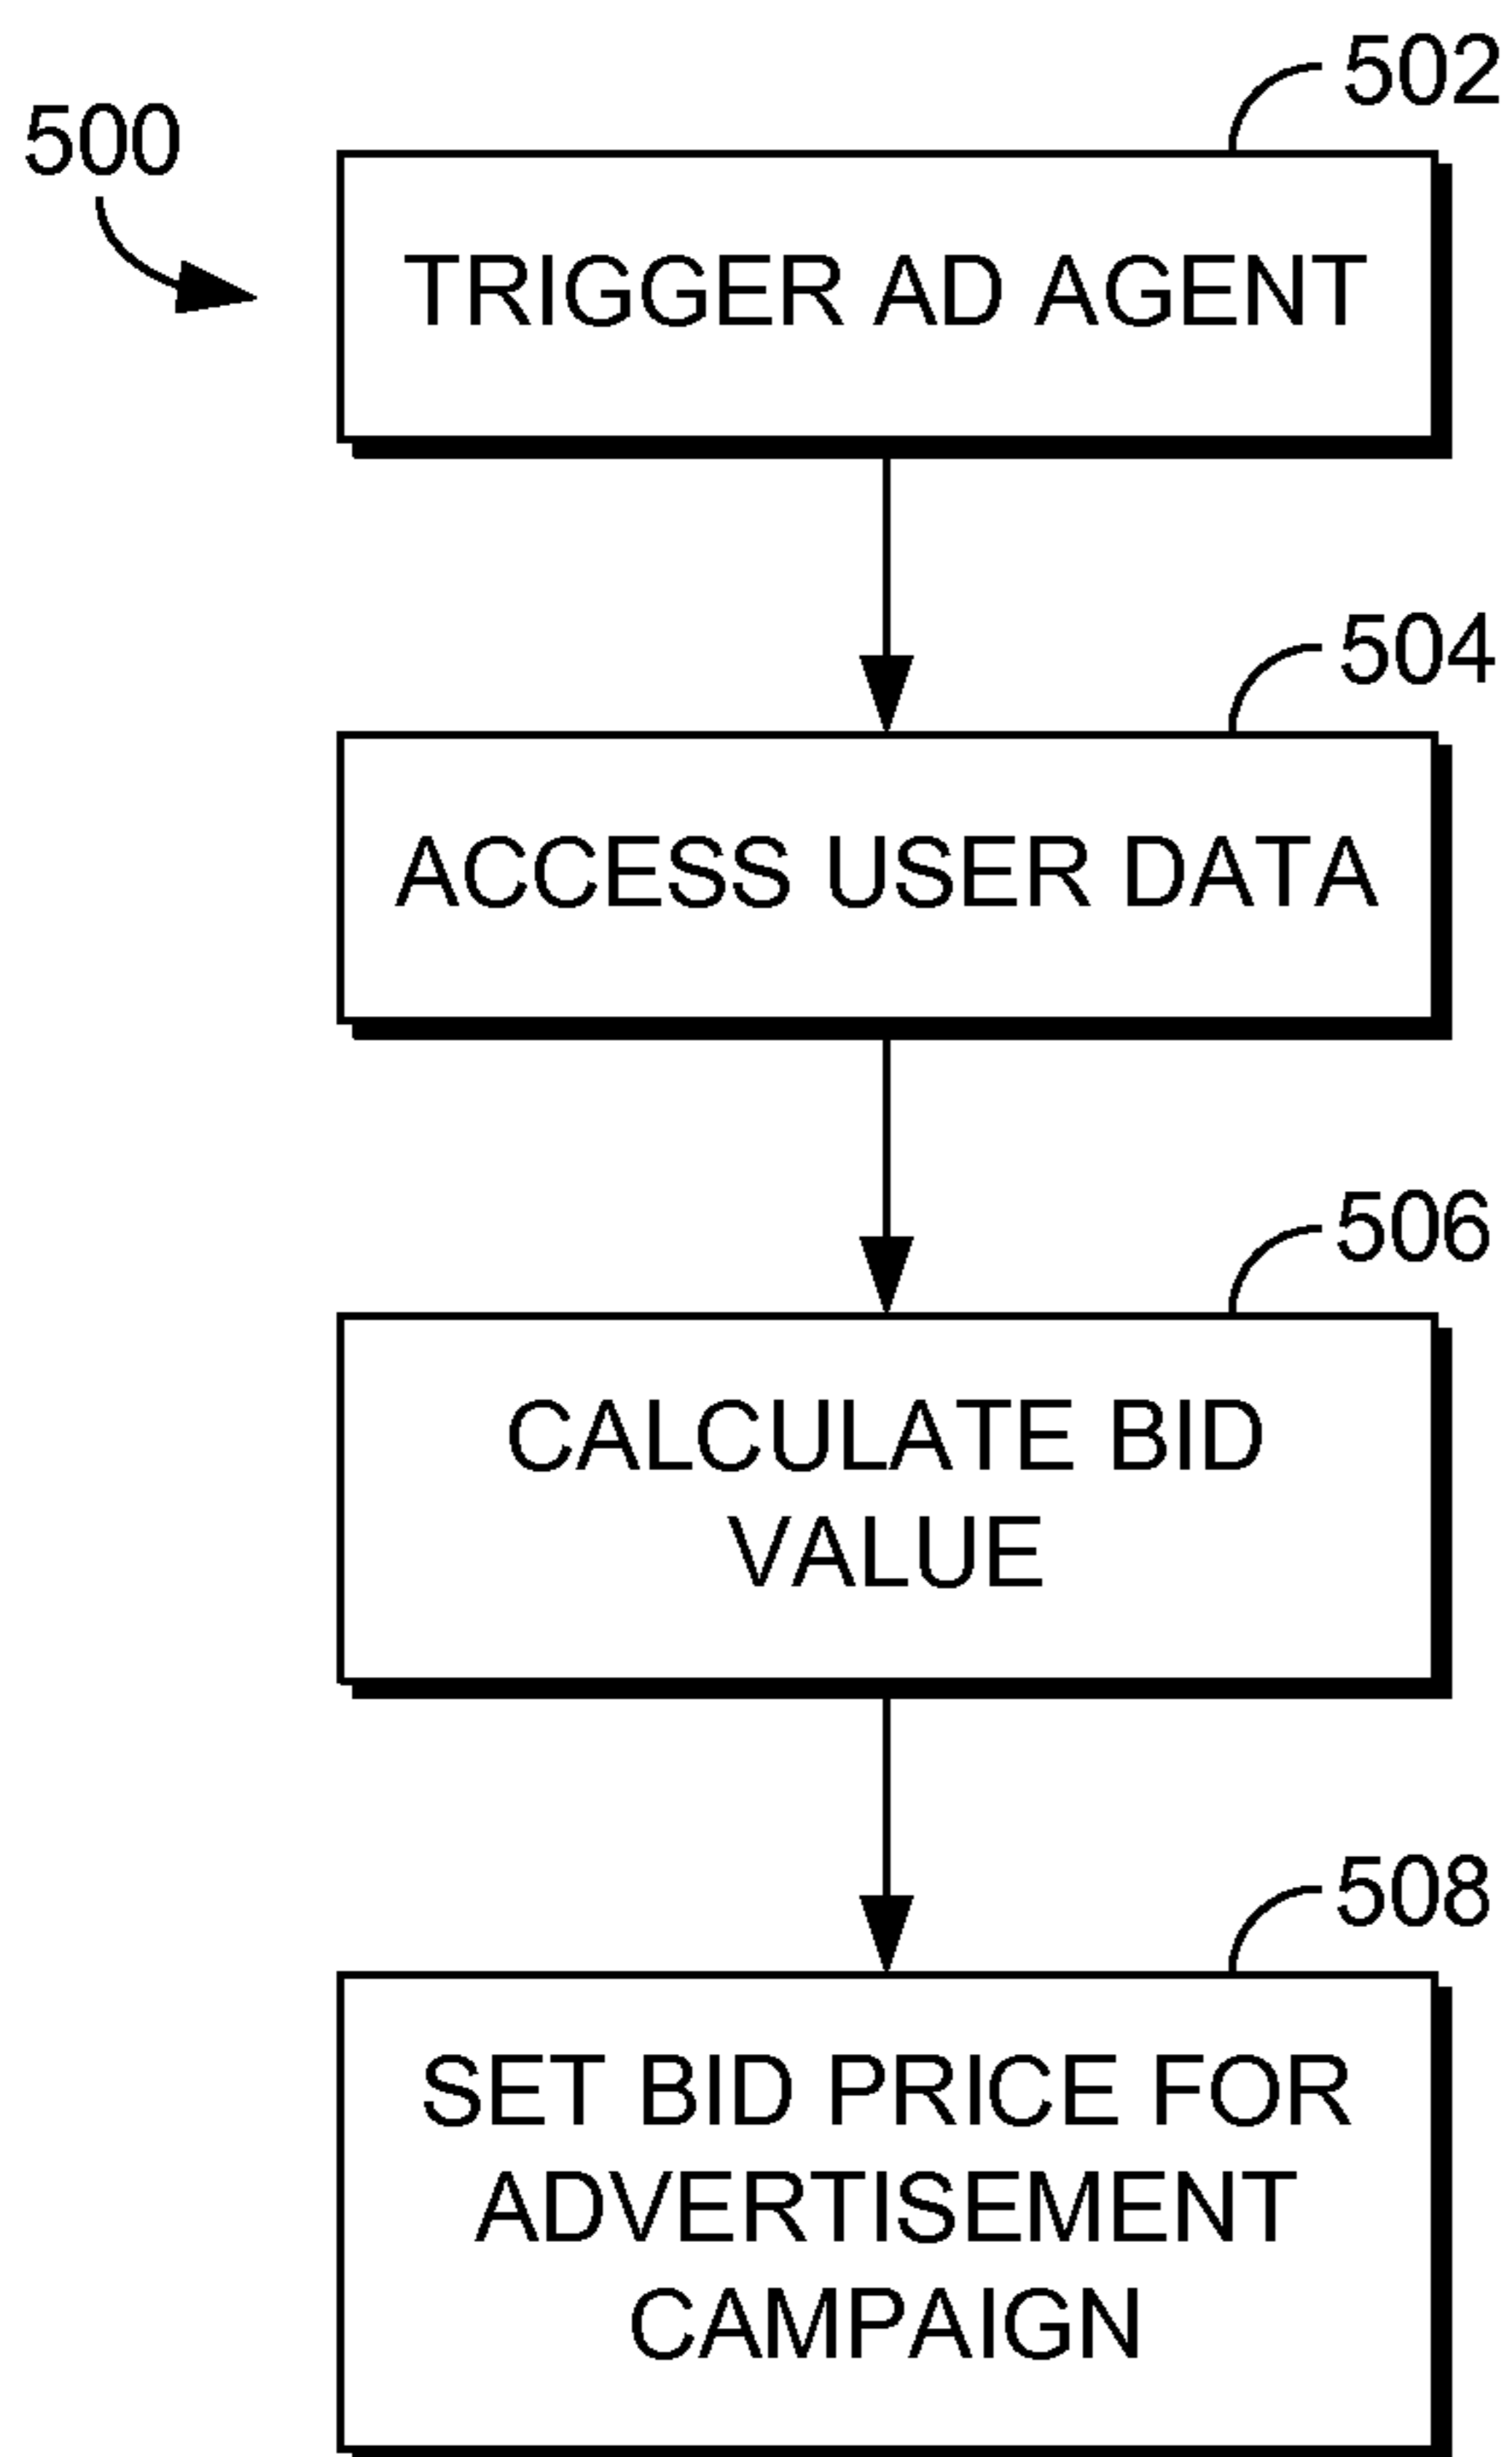 500
502
TRIGGER AD AGENT
504
ACCESS USER DATA
506
CALCULATE BID
VALUE
508
SET BID PRICE FOR
ADVERTISEMENT
CAMPAIGN